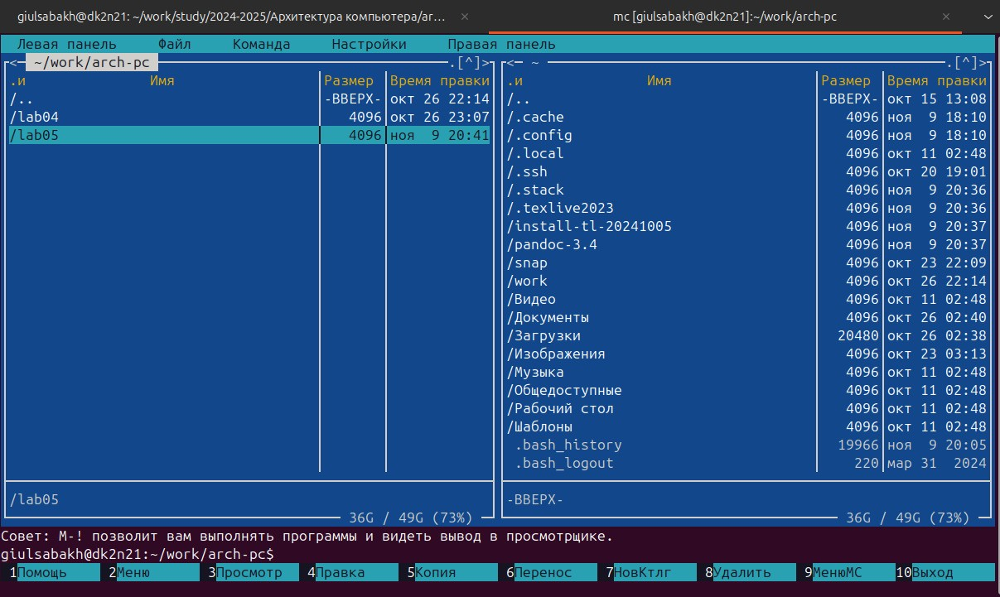 giulsabakh@dk2n21: ~/work/study/2024-2025/Архитектура компьютера/ar... × mc [giulsabakh@dk2n21]:~/work/arch-pc ×
Левая панель Файл Команда Настройки Правая панель
<- ~/work/arch-pc .[^]> <- ~ .[^]>
.и Имя Размер Время правки .и Имя Размер Время правки
/.. -ВВЕРХ- окт 26 22:14 /.. -ВВЕРХ- окт 15 13:08
/lab04 4096 окт 26 23:07 /.cache 4096 ноя 9 18:10
/lab05 4096 ноя 9 20:41 /.config 4096 ноя 9 18:10
/.local 4096 окт 11 02:48
/.ssh 4096 окт 20 19:01
/.stack 4096 ноя 9 20:36
/.texlive2023 4096 ноя 9 20:36
/install-tl-20241005 4096 ноя 9 20:37
/pandoc-3.4 4096 ноя 9 20:37
/snap 4096 окт 23 22:09
/work 4096 окт 26 22:14
/Видео 4096 окт 11 02:48
/Документы 4096 окт 26 02:40
/Загрузки 20480 окт 26 02:38
/Изображения 4096 окт 23 03:13
/Музыка 4096 окт 11 02:48
/Общедоступные 4096 окт 11 02:48
/Рабочий стол 4096 окт 11 02:48
/Шаблоны 4096 окт 11 02:48
.bash_history 19966 ноя 9 20:05
.bash_logout 220 мар 31 2024
/lab05 -ВВЕРХ-
36G / 49G (73%) 36G / 49G (73%)
Совет: M-! позволит вам выполнять программы и видеть вывод в просмотрщике.
giulsabakh@dk2n21:~/work/arch-pc$
1Помощь 2Меню 3Просмотр 4Правка 5Копия 6Перенос 7НовКтлг 8Удалить 9МенюMC 10Выход